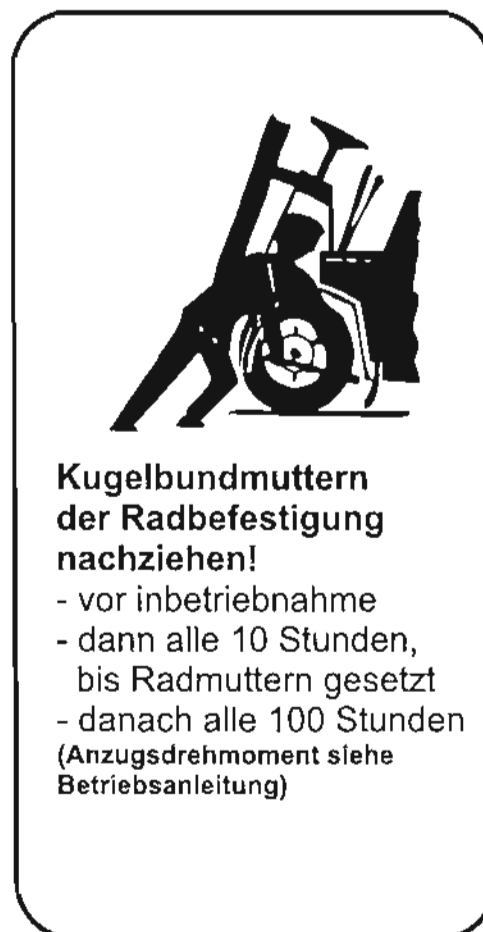 Kugelbundmuttern
der Radbefestigung
nachziehen!
- vor inbetriebnahme
- dann alle 10 Stunden,
bis Radmuttern gesetzt
- danach alle 100 Stunden
(Anzugsdrehmoment siehe
Betriebsanleitung)